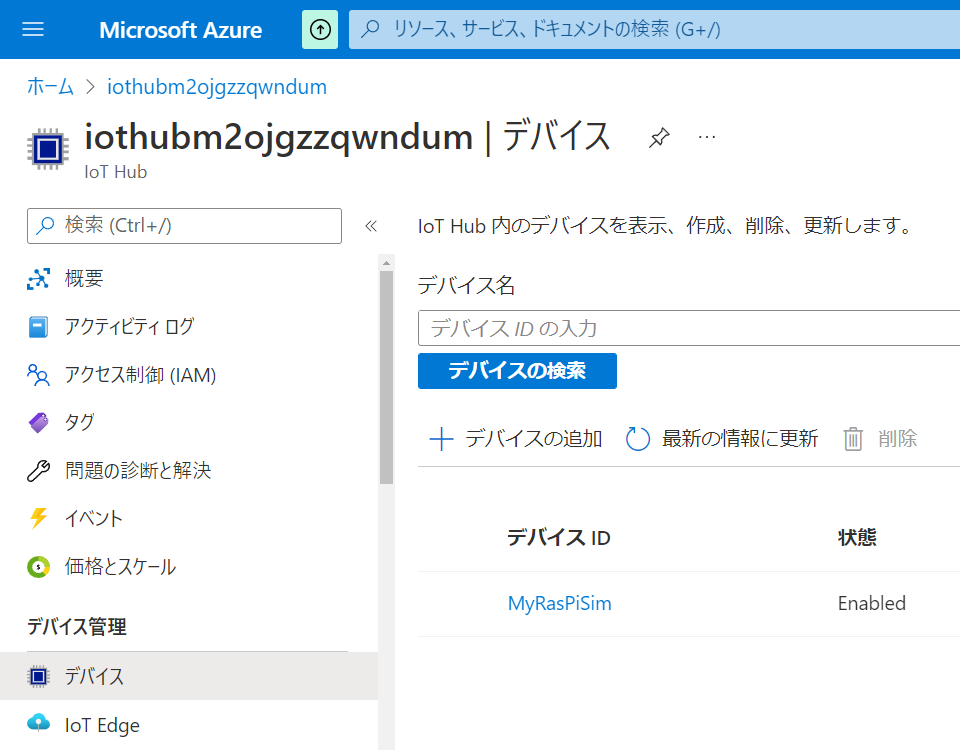 Microsoft Azure
リソース、サービス、ドキュメントの検索 (G+/)
ホーム > iothubm2ojgzzqwndum
iothubm2ojgzzqwndum | デバイス ...
IoT Hub
検索 (Ctrl+/) «
概要
アクティビティ ログ
アクセス制御 (IAM)
タグ
問題の診断と解決
イベント
価格とスケール
デバイス管理
デバイス
IoT Edge
IoT Hub 内のデバイスを表示、作成、削除、更新します。
デバイス名
デバイス ID の入力
デバイスの検索
デバイスの追加 最新の情報に更新 削除
デバイス ID 状態
MyRasPiSim Enabled